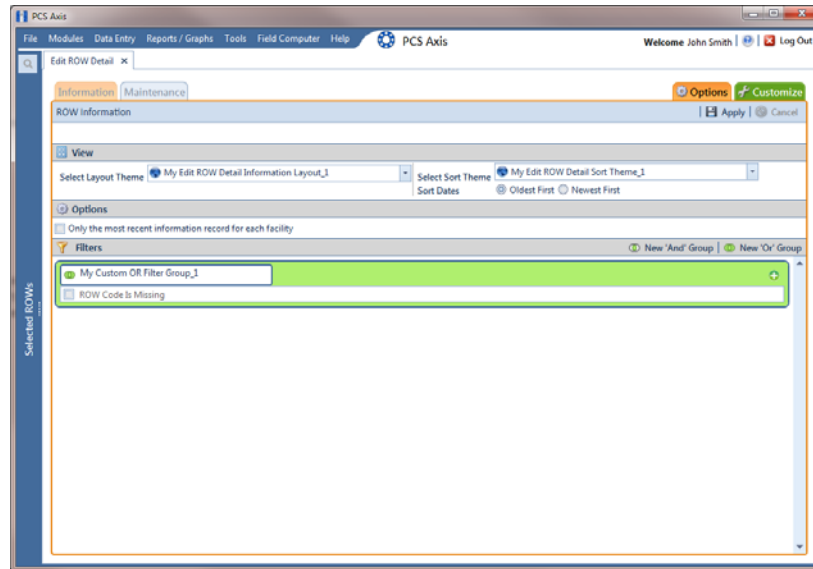 PCS Axis
File Modules Data Entry Reports / Graphs Tools Field Computer Help PCS Axis Welcome John Smith Log Out
Edit ROW Detail
Information Maintenance Options Customize
ROW Information Apply Cancel
View
Select Layout Theme My Edit ROW Detail Information Layout_1 Select Sort Theme My Edit ROW Detail Sort Theme_1
Sort Dates Oldest First Newest First
Options
Only the most recent information record for each facility
Filters New 'And' Group New 'Or' Group
My Custom OR Filter Group_1
ROW Code Is Missing
Selected ROWs